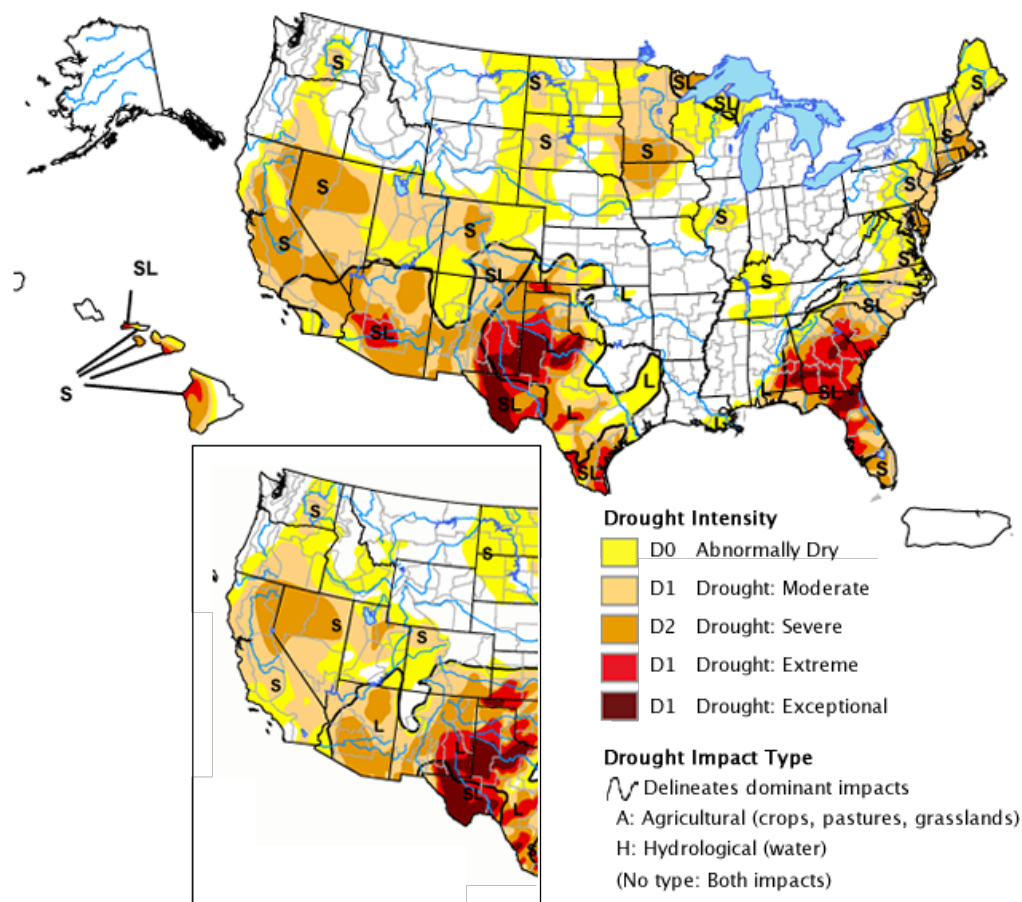 S
S
SL
SL
S
S
S
S
S
S
S
S
S
S
SL
SL
L
L
SL
SL
S
SL
L
SL
L
SL
L
L
S
SL
S
S
S
S
S
L
L
SL
L
S
Drought Intensity
D0 Abnormally Dry
D1 Drought: Moderate
D2 Drought: Severe
D1 Drought: Extreme
D1 Drought: Exceptional
Drought Impact Type
Delineates dominant impacts
A: Agricultural (crops, pastures, grasslands)
H: Hydrological (water)
(No type: Both impacts)